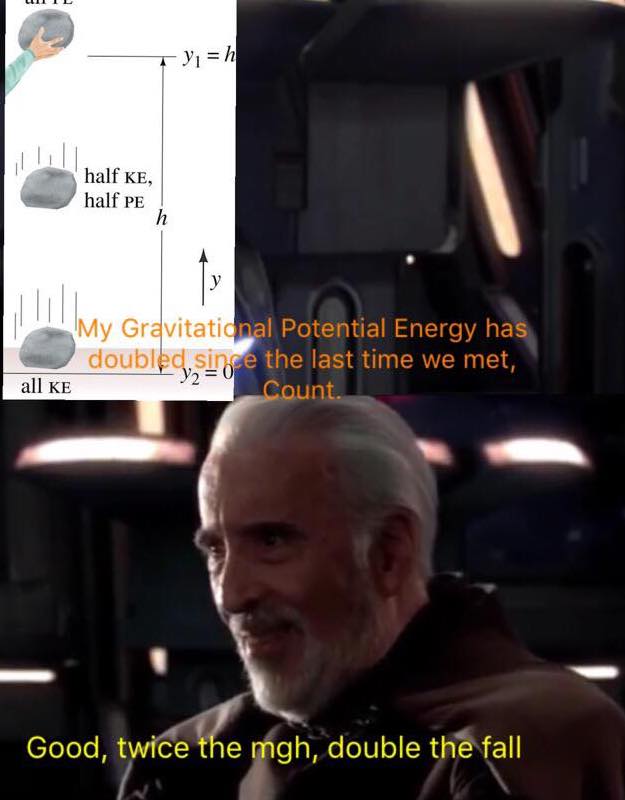 y₁ = h
half KE,
half PE
h
y
My Gravitational Potential Energy has
doubled since the last time we met,
Count.
y₂ = 0
all KE
Good, twice the mgh, double the fall